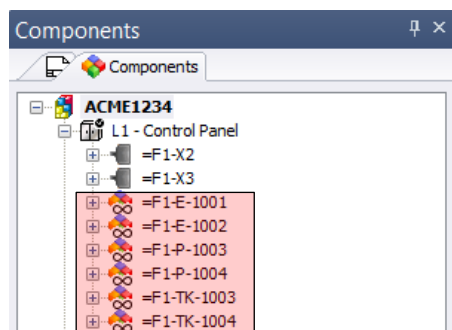 Components
Components
ACME1234
L1 - Control Panel
=F1-X2
=F1-X3
=F1-E-1001
=F1-E-1002
=F1-P-1003
=F1-P-1004
=F1-TK-1003
=F1-TK-1004